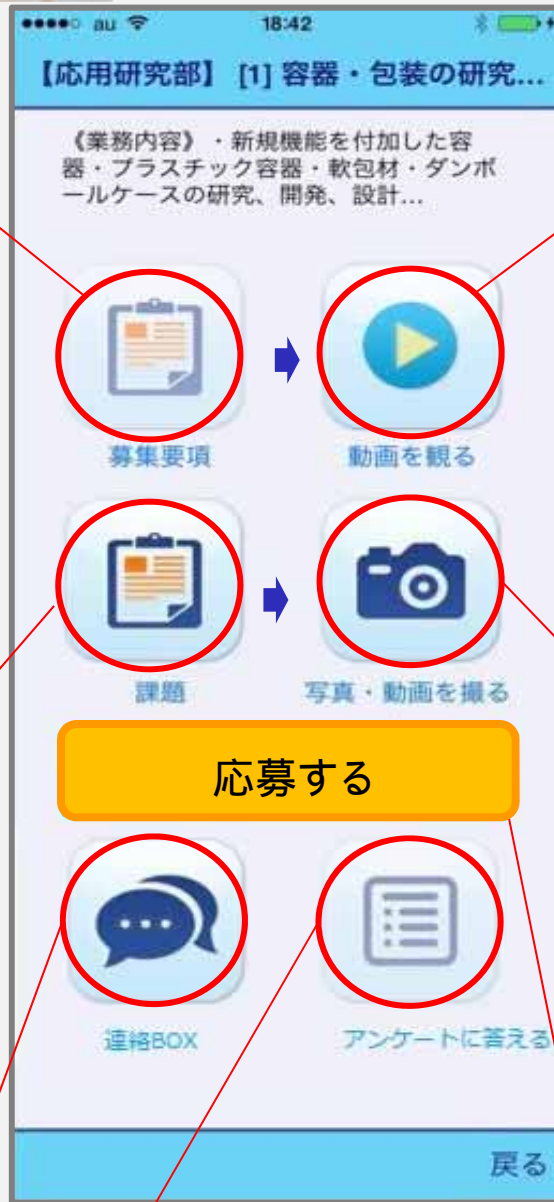 au 18:42
【応用研究部】 [1] 容器・包装の研究...
《業務内容》・新規機能を付加した容
器・プラスチック容器・軟包材・ダンボ
ールケースの研究、開発、設計...
募集要項 動画を観る
課題 写真・動画を撮る
応募する
連絡BOX アンケートに答える
戻る